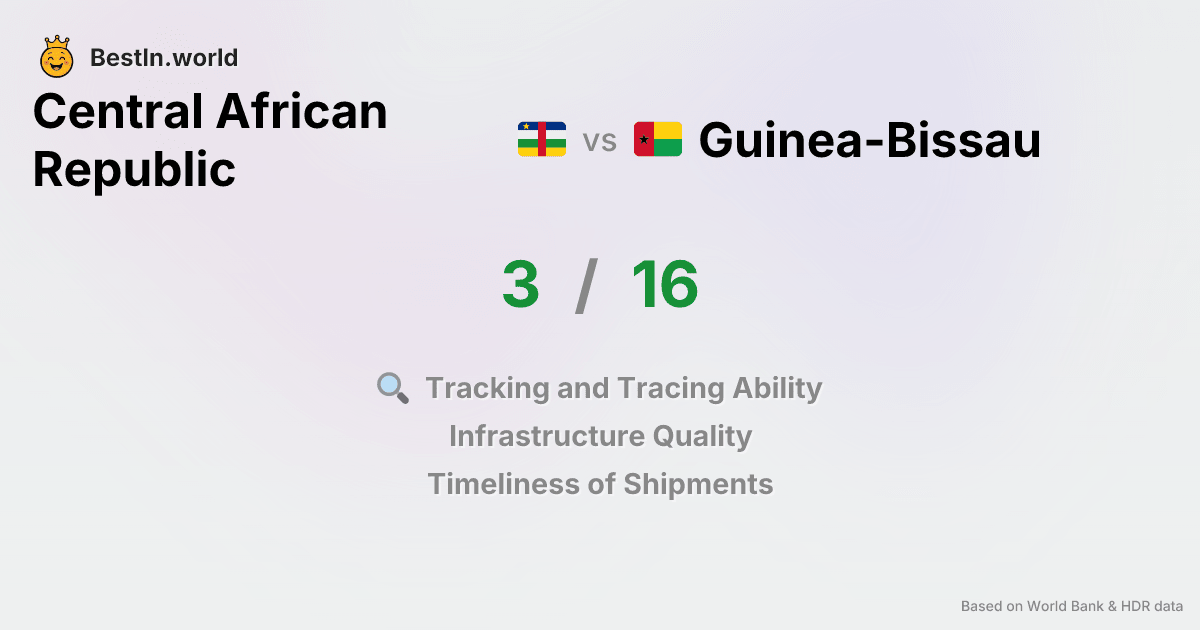 BestIn.world
Central African
Republic
vs
Guinea-Bissau
3 / 16
Tracking and Tracing Ability
Infrastructure Quality
Timeliness of Shipments
Based on World Bank & HDR data